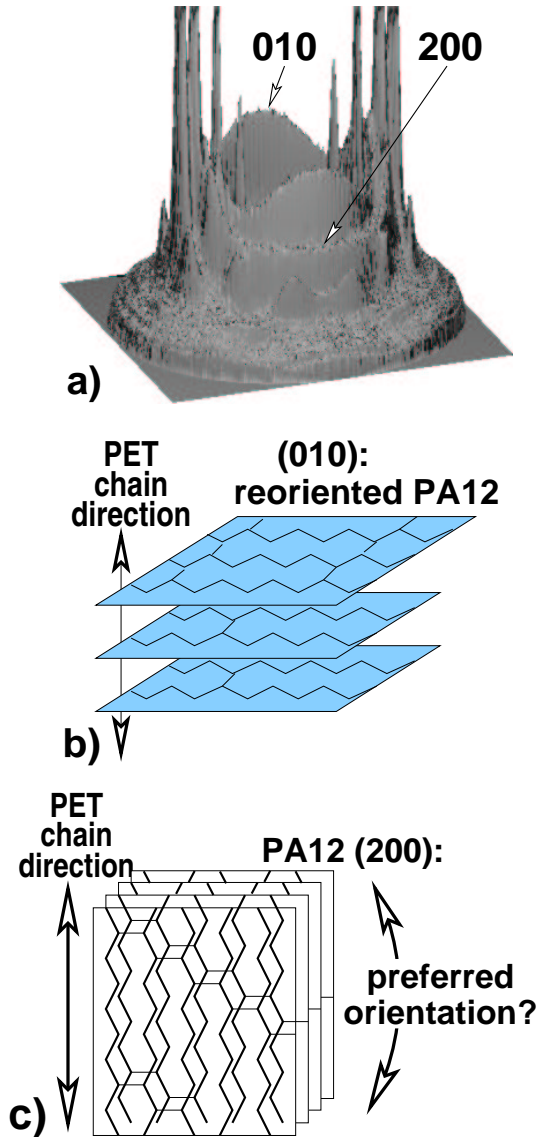 010 200
a)
PET
chain
direction
(010):
reoriented PA12
b)
PET
chain
direction
PA12 (200):
preferred
orientation?
c)